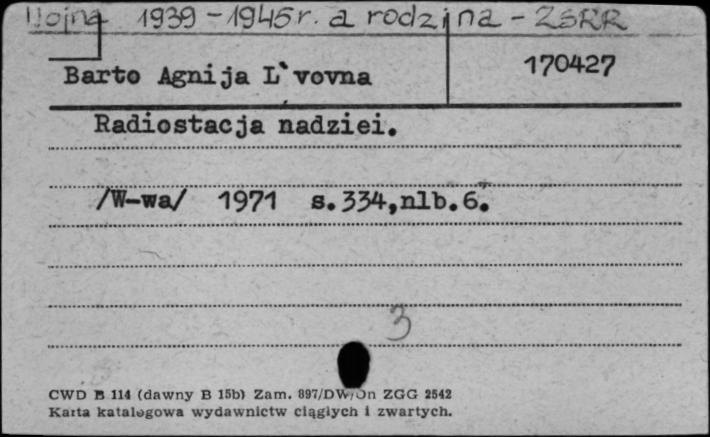 Wojna 1939-1945r. a rodzina - ZSRR
Barto Agnija L`vovna
170427
Radiostacja nadziei.
/W-wa/ 1971 s.334,nlb.6.
3
CWD B 114 (dawny B 15b) Zam. 897/DW/On ZGG 2542
Karta katalogowa wydawnictw ciągłych i zwartych.